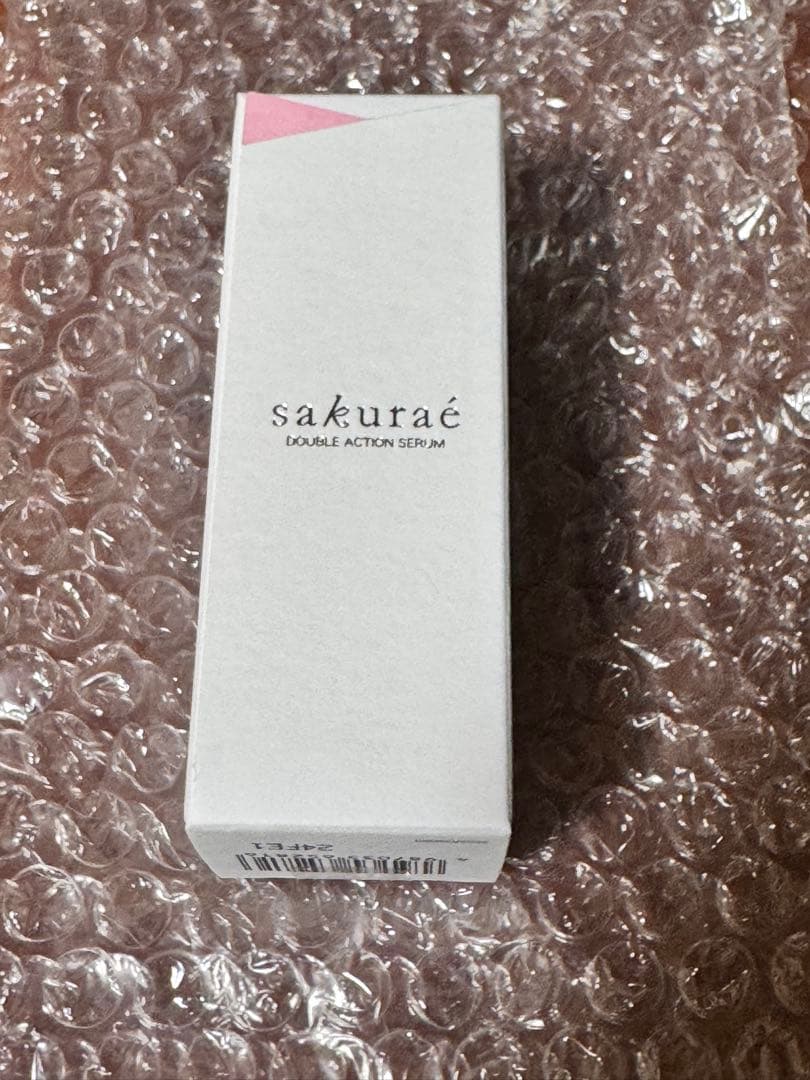 sakuraé
DOUBLE ACTION SERUM
24FE1